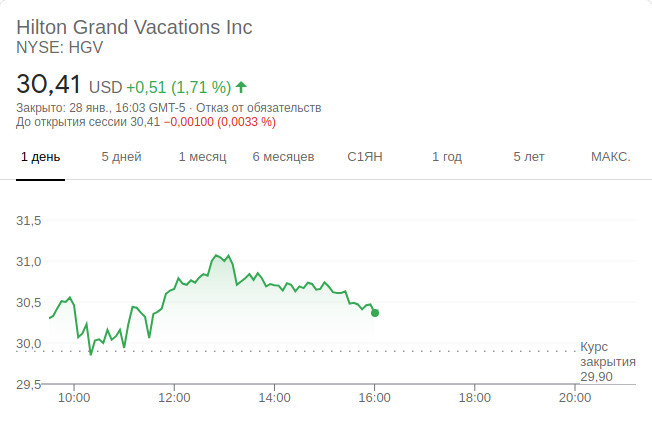 Hilton Grand Vacations Inc
NYSE: HGV
30,41 USD +0,51 (1,71 %)
Закрыто: 28 янв., 16:03 GMT-5 · Отказ от обязательств
До открытия сессии 30,41 −0,00100 (0,0033 %)
1 день 5 дней 1 месяц 6 месяцев С1ЯН 1 год 5 лет МАКС.
31,5
31,0
30,5
30,0
Курс
закрытия
29,90
29,5
10:00 12:00 14:00 16:00 18:00 20:00